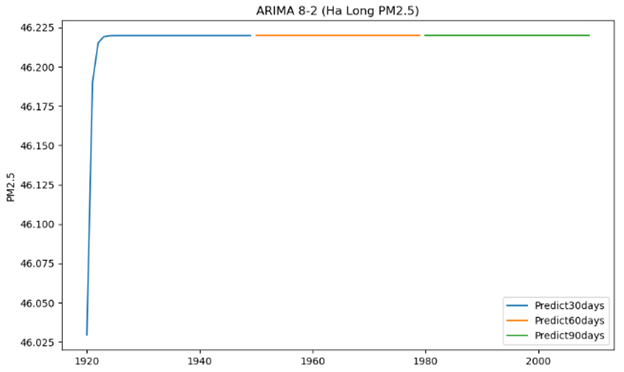 ARIMA 8-2 (Ha Long PM2.5)
46.225
46.200
46.175
46.150
46.125
46.100
46.075
46.050
46.025
PM2.5
1920 1940 1960 1980 2000
Predict30days
Predict60days
Predict90days